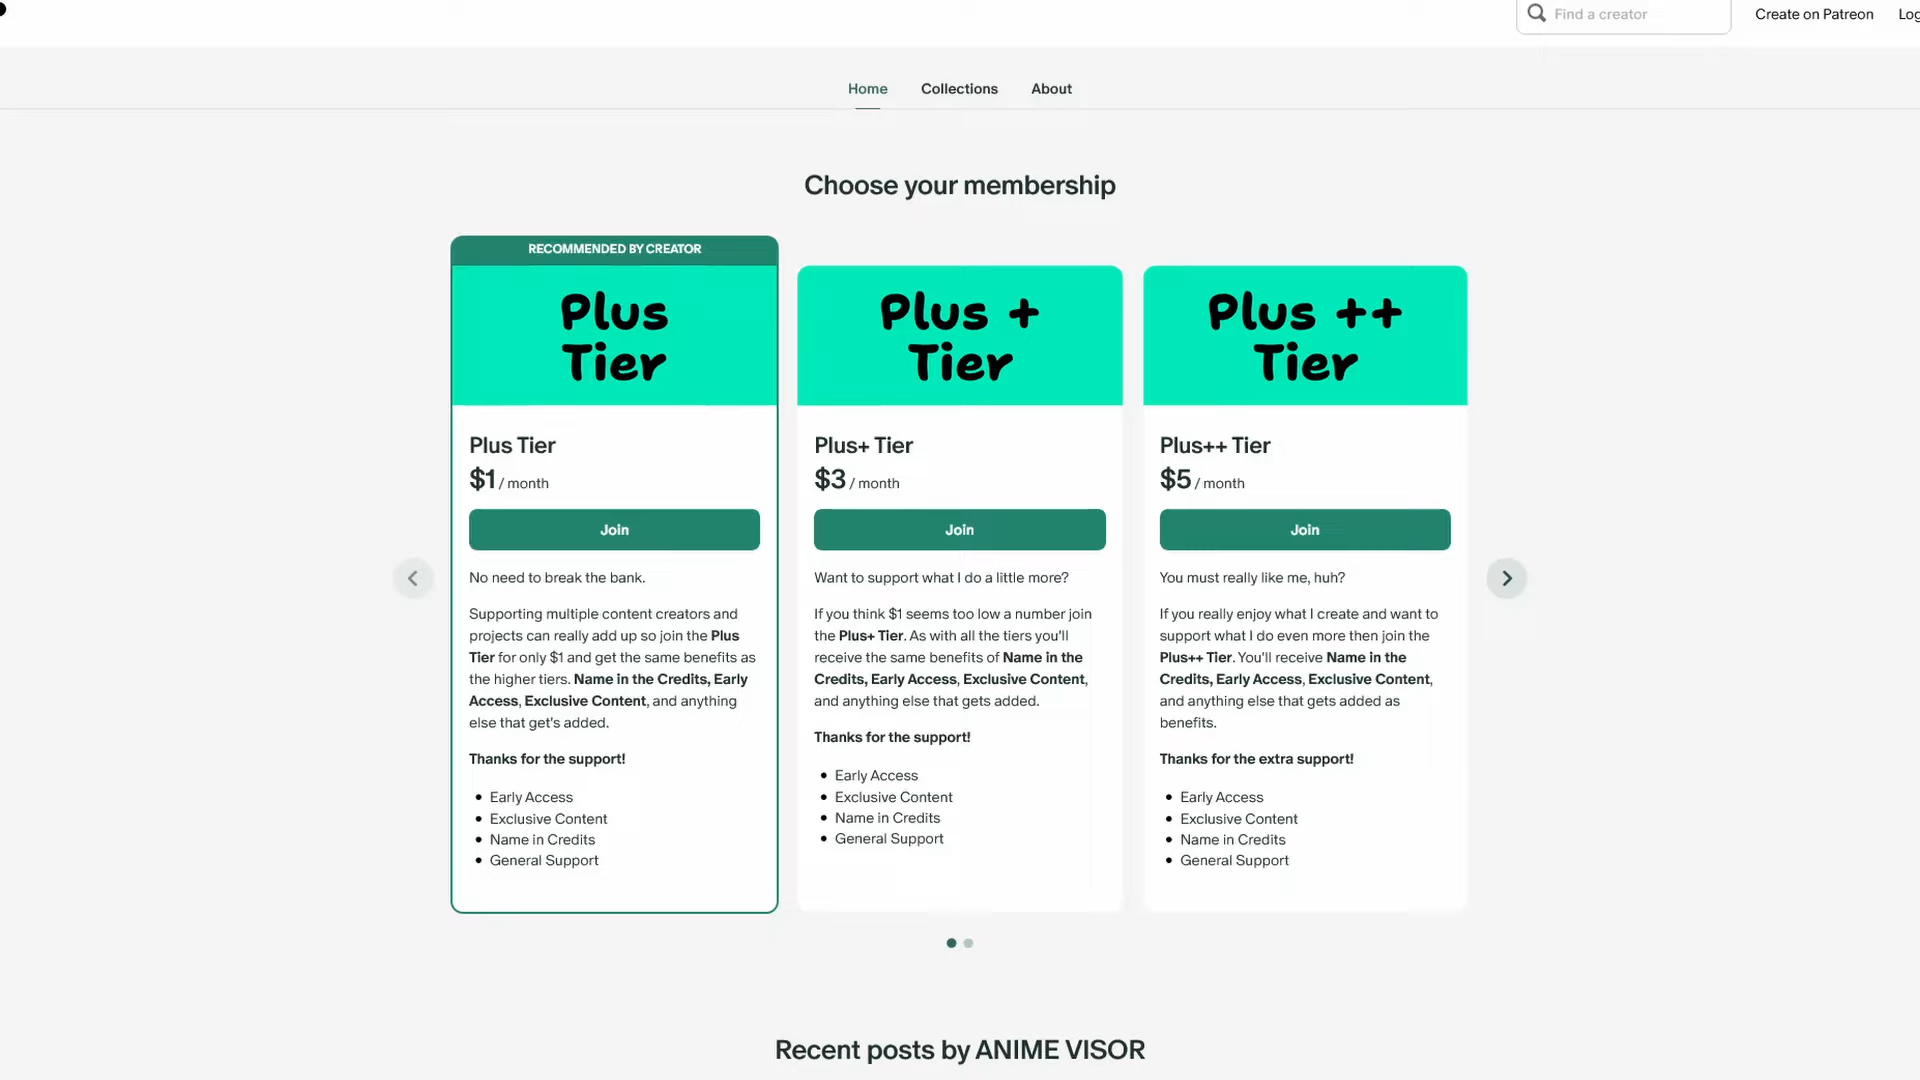 Find a creator
Create on Patreon
Home
Collections
About
Choose your membership
RECOMMENDED BY CREATOR
Plus
Tier
Plus Tier
$1 / month
Join
No need to break the bank.
Supporting multiple content creators and
projects can really add up so join the Plus
Tier for only $1 and get the same benefits as
the higher tiers. Name in the Credits, Early
Access, Exclusive Content, and anything
else that get's added.
Thanks for the support!
Early Access
Exclusive Content
Name in Credits
General Support
Plus +
Tier
Plus+ Tier
$3 / month
Join
Want to support what I do a little more?
If you think $1 seems too low a number join
the Plus+ Tier. As with all the tiers you'll
receive the same benefits of Name in the
Credits, Early Access, Exclusive Content,
and anything else that gets added.
Thanks for the support!
Early Access
Exclusive Content
Name in Credits
General Support
Plus ++
Tier
Plus++ Tier
$5 / month
Join
You must really like me, huh?
If you really enjoy what I create and want to
support what I do even more then join the
Plus++ Tier. You'll receive Name in the
Credits, Early Access, Exclusive Content,
and anything else that gets added as
benefits.
Thanks for the extra support!
Early Access
Exclusive Content
Name in Credits
General Support
Recent posts by ANIME VISOR